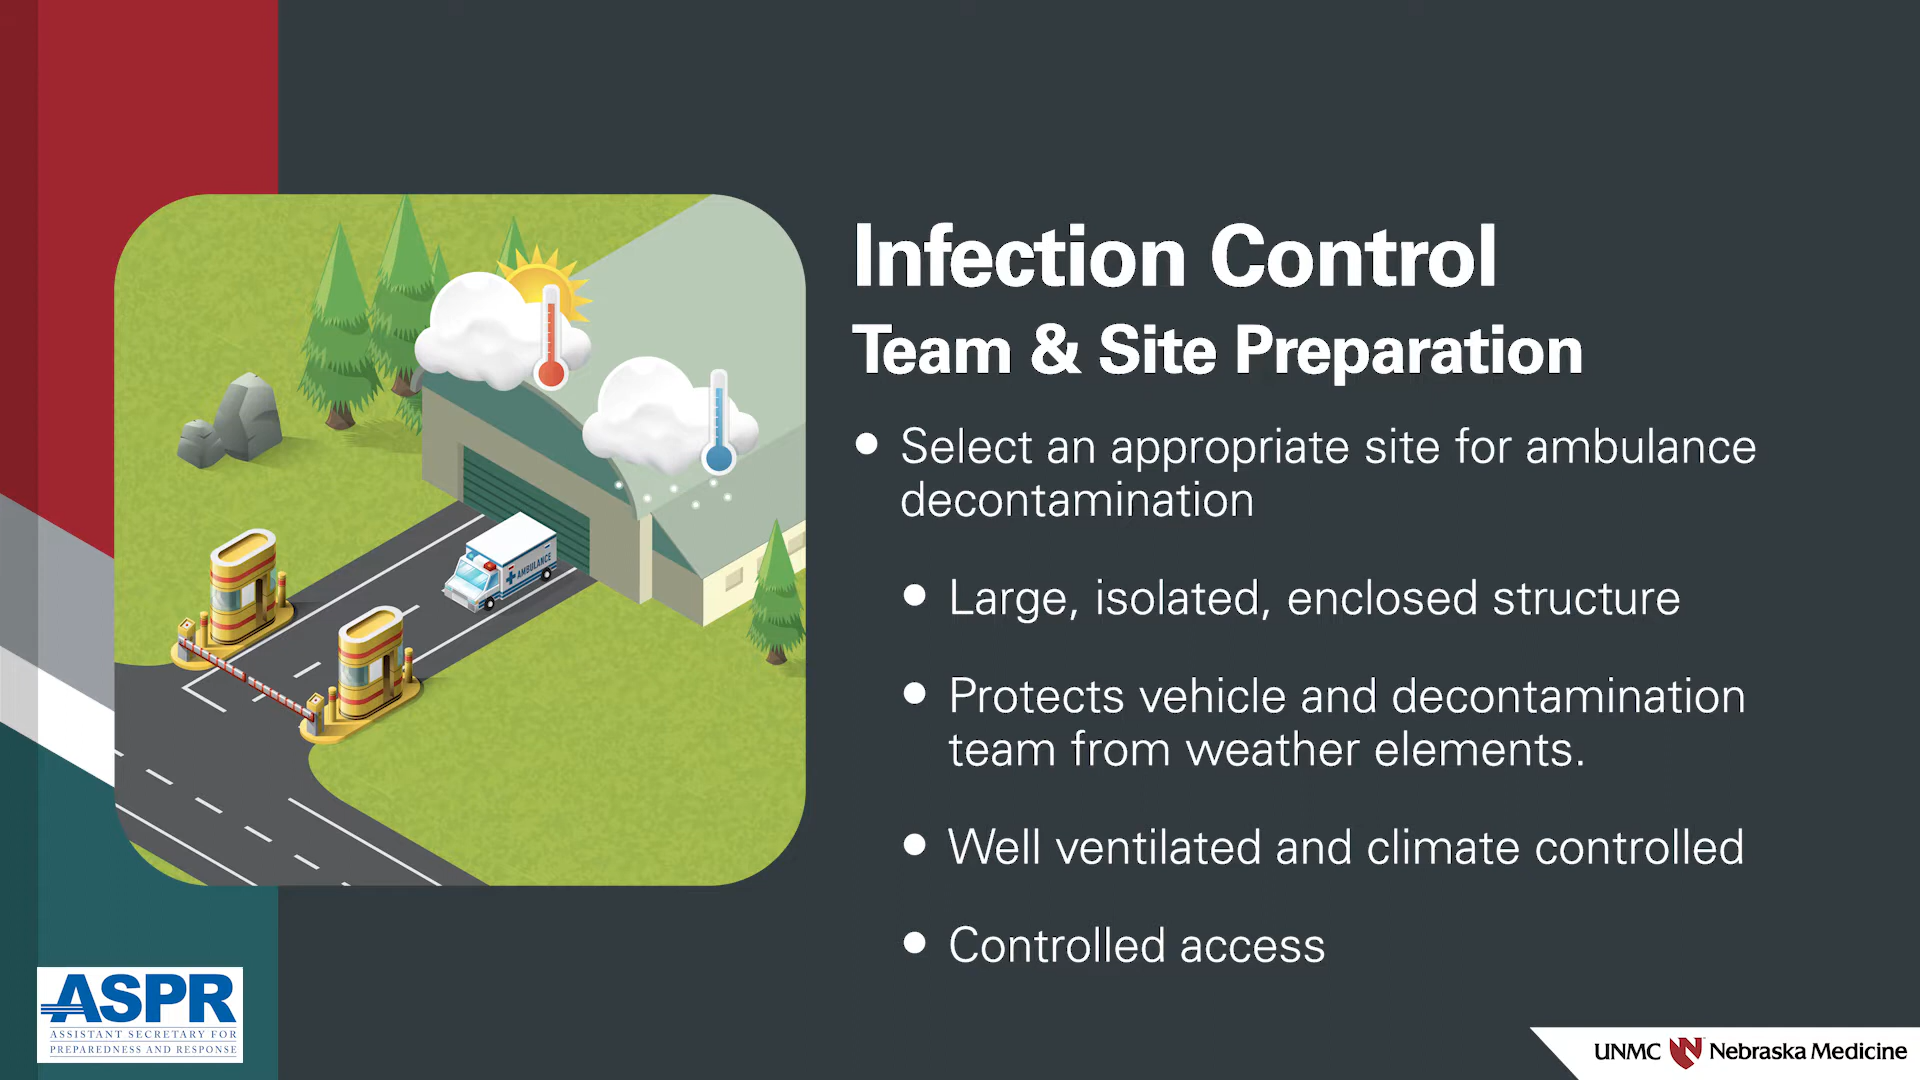 Infection Control
Team & Site Preparation
• Select an appropriate site for ambulance
decontamination
• Large, isolated, enclosed structure
• Protects vehicle and decontamination
team from weather elements.
• Well ventilated and climate controlled
• Controlled access
AMBULANCE
ASPR
ASSISTANT SECRETARY FOR
PREPAREDNESS AND RESPONSE
UNMC Nebraska Medicine